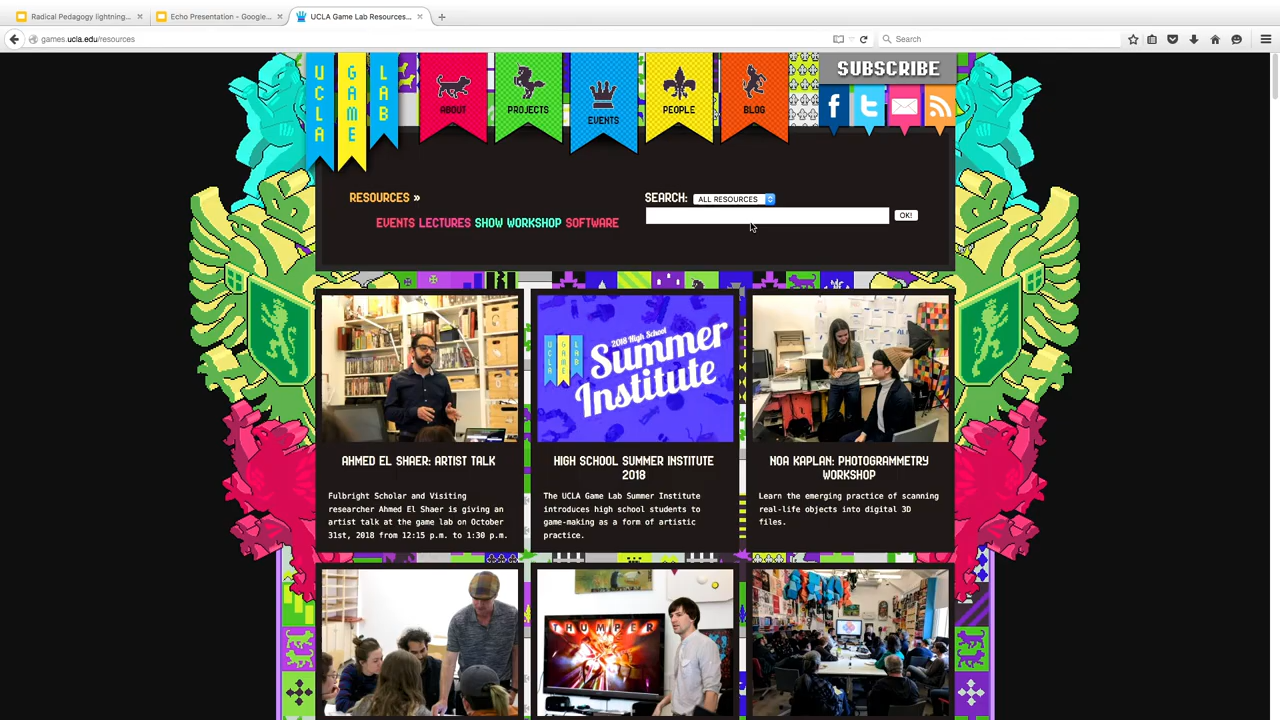 Radical Pedagogy lightning...
Echo Presentation - Google...
UCLA Game Lab Resources...
games.ucla.edu/resources
Search
UCLA
GAME
LAB
ABOUT
PROJECTS
EVENTS
PEOPLE
BLOG
SUBSCRIBE
RESOURCES »
EVENTS LECTURES SHOW WORKSHOP SOFTWARE
SEARCH: ALL RESOURCES
OK!
UCLA
GAME
LAB
2018 High School
Summer
Institute
AHMED EL SHAER: ARTIST TALK
Fulbright Scholar and Visiting
researcher Ahmed El Shaer is giving an
artist talk at the game lab on October
31st, 2018 from 12:15 p.m. to 1:30 p.m.
HIGH SCHOOL SUMMER INSTITUTE
2018
The UCLA Game Lab Summer Institute
introduces high school students to
game-making as a form of artistic
practice.
NOA KAPLAN: PHOTOGRAMMETRY
WORKSHOP
Learn the emerging practice of scanning
real-life objects into digital 3D
files.
THUMPER